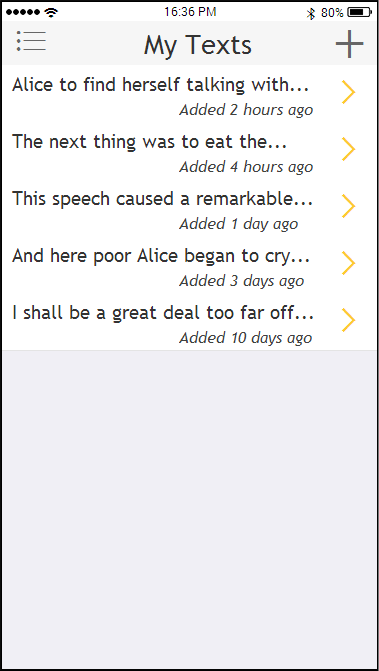 16:36 PM 80%
My Texts
Alice to find herself talking with...
Added 2 hours ago
The next thing was to eat the...
Added 4 hours ago
This speech caused a remarkable...
Added 1 day ago
And here poor Alice began to cry...
Added 3 days ago
I shall be a great deal too far off...
Added 10 days ago